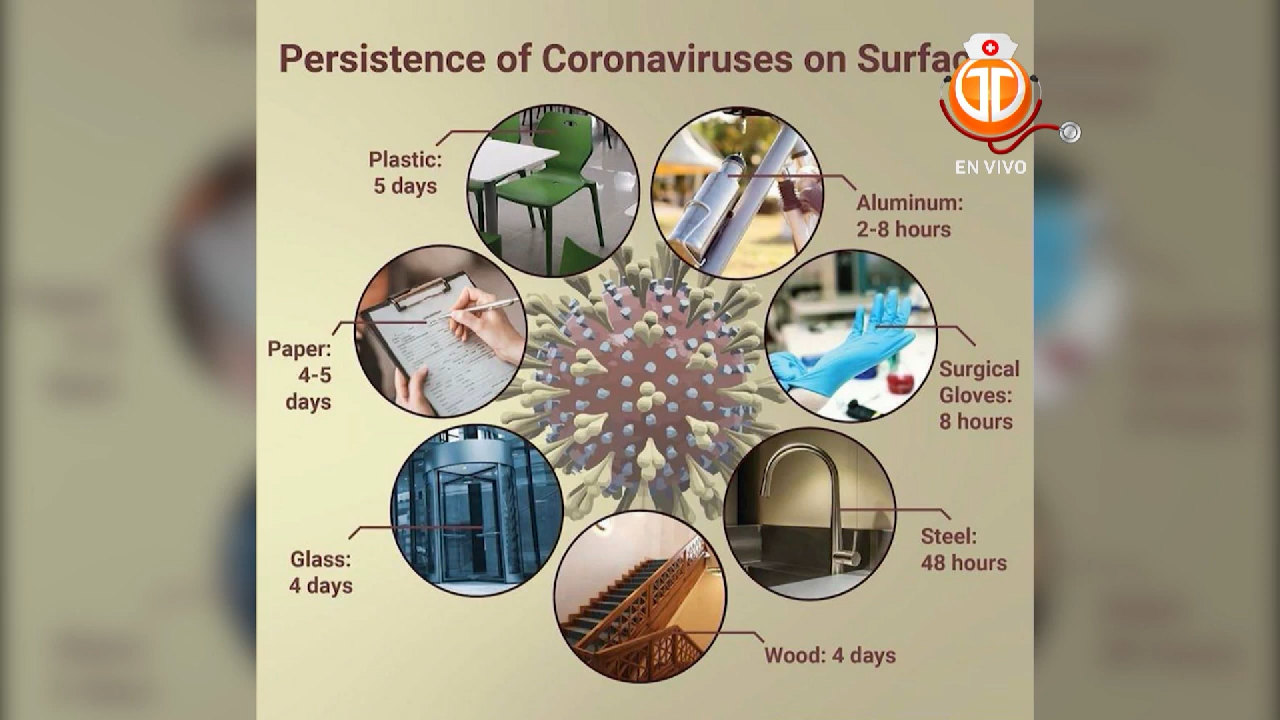 Persistence of Coronaviruses on Surfac
EN VIVO
Plastic:
5 days
Aluminum:
2-8 hours
Paper:
4-5
days
Surgical
Gloves:
8 hours
Glass:
4 days
Steel:
48 hours
Wood: 4 days